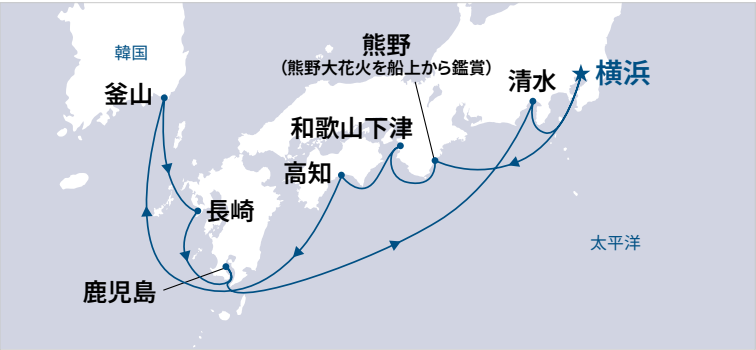 韓国
釜山
熊野
（熊野大花火を船上から鑑賞）
清水
★横浜
和歌山下津
高知
長崎
太平洋
鹿児島